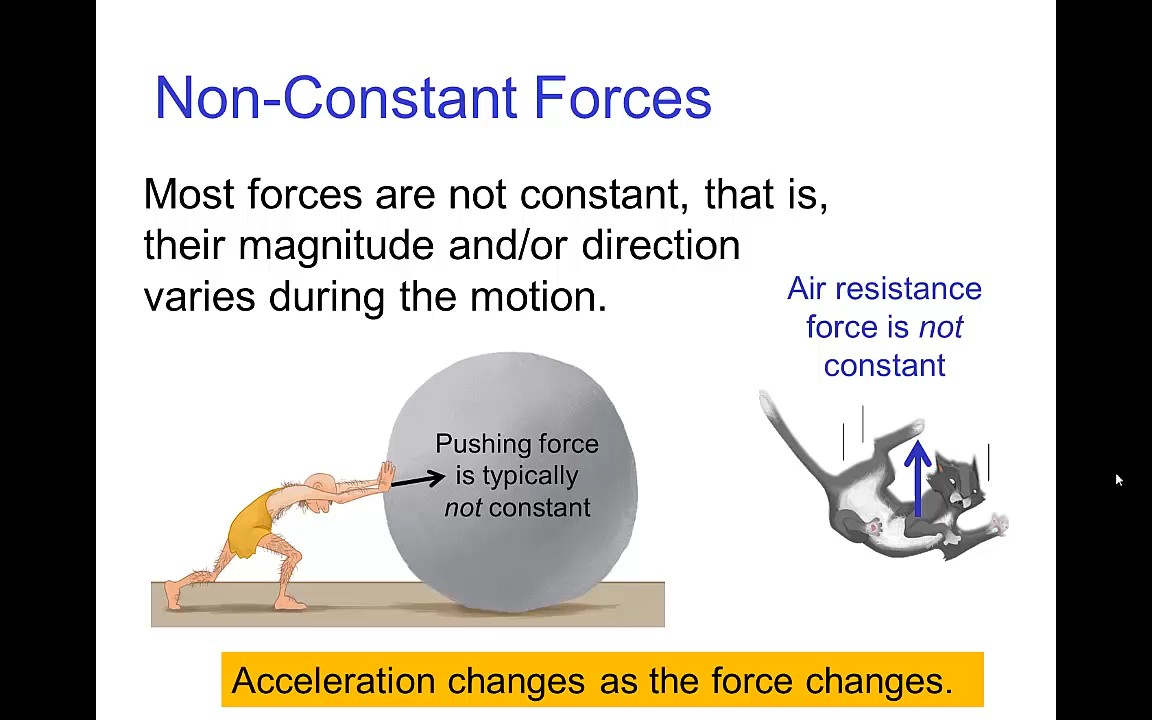 Non-Constant Forces
Most forces are not constant, that is,
their magnitude and/or direction
varies during the motion.
Air resistance
force is not
constant
Pushing force
is typically
not constant
Acceleration changes as the force changes.